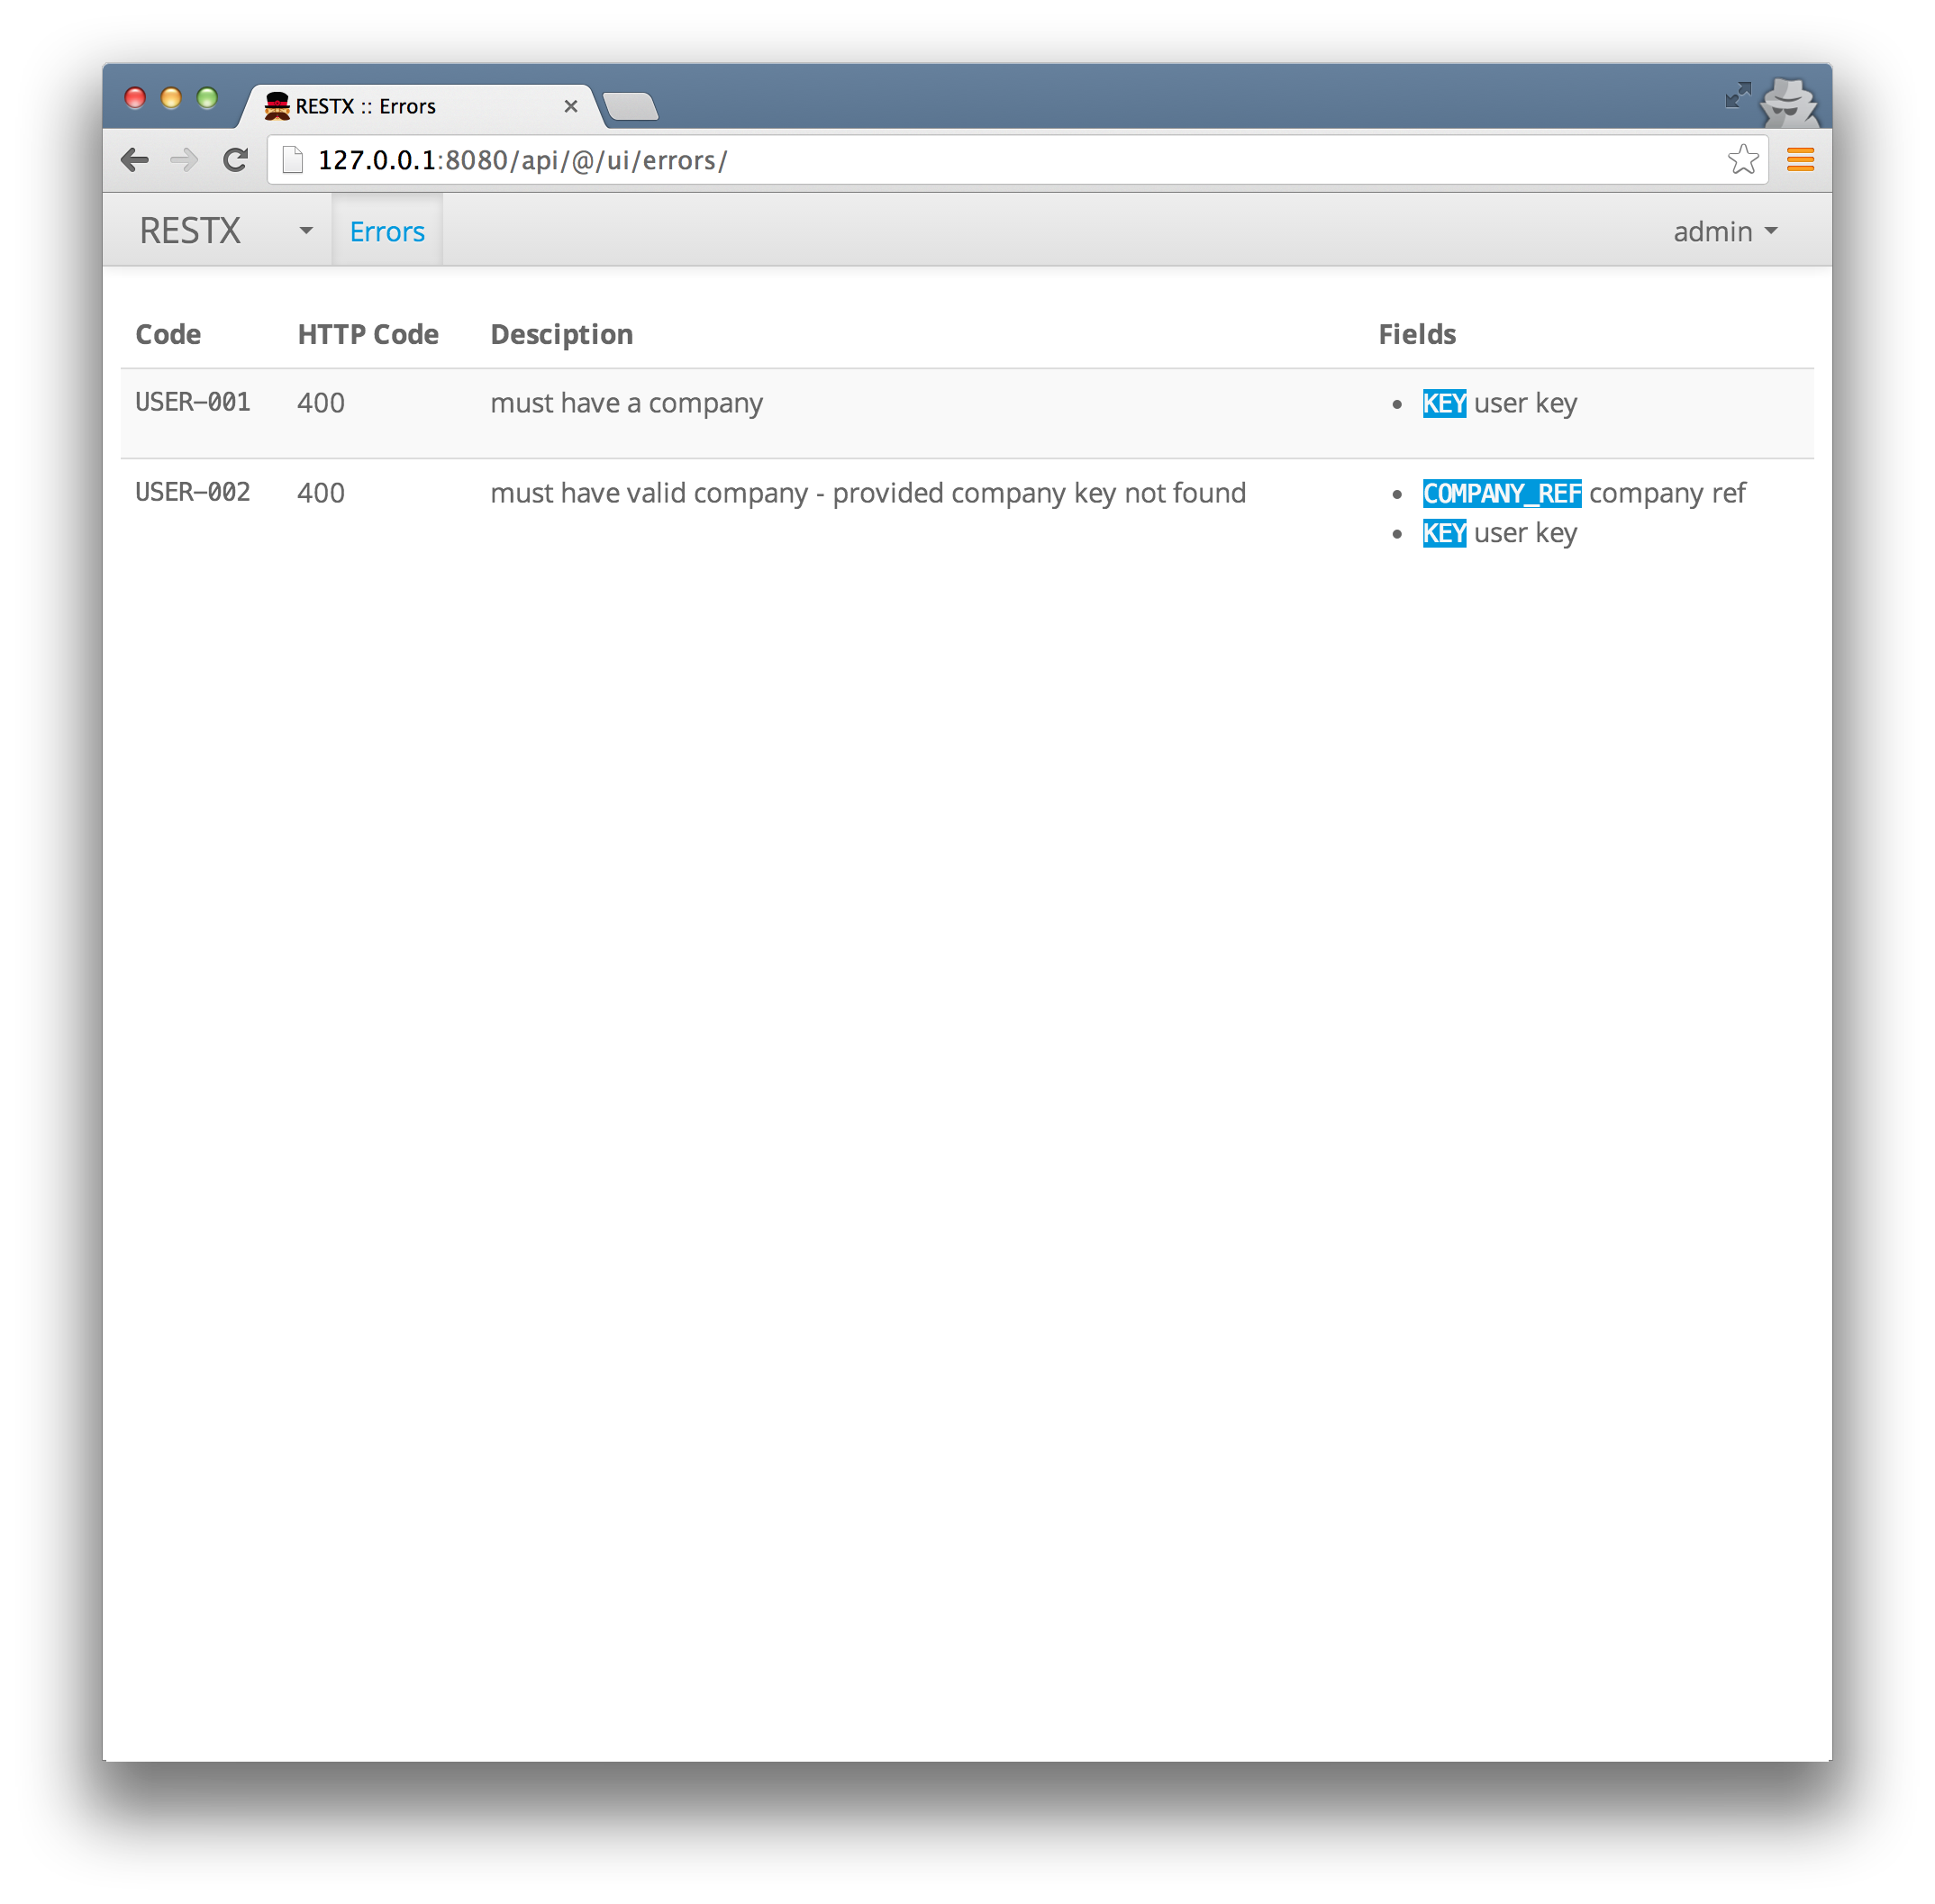 RESTX :: Errors
127.0.0.1:8080/api/@/ui/errors/
RESTX Errors admin
Code HTTP Code Desciption Fields
USER-001 400 must have a company • KEY user key
USER-002 400 must have valid company - provided company key not found • COMPANY_REF company ref
• KEY user key